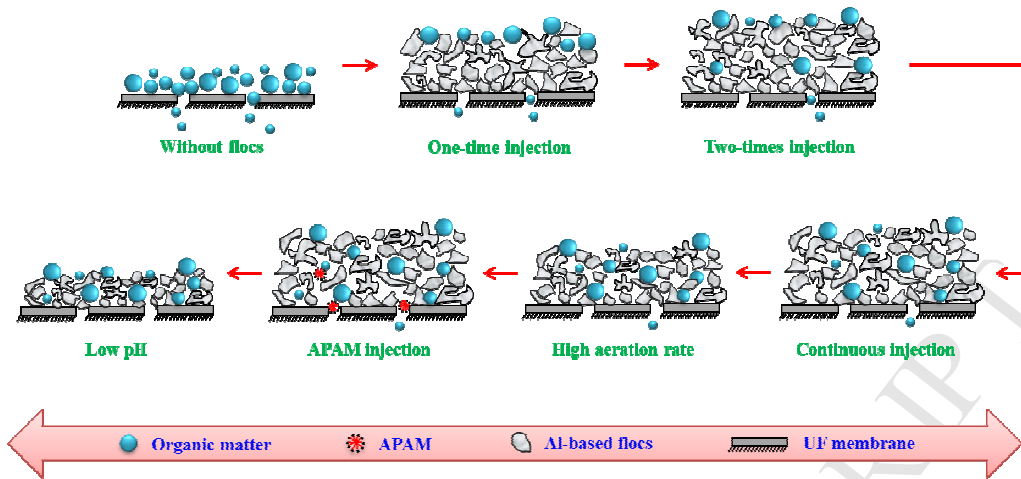 Without flocs
One-time injection
Two-times injection
Low pH
APAM injection
High aeration rate
Continuous injection
Organic matter
APAM
Al-based flocs
UF membrane